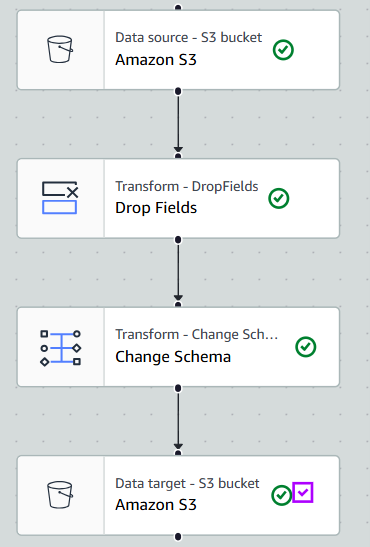 Data source - S3 bucket
Amazon S3
Transform - DropFields
Drop Fields
Transform - Change Sch...
Change Schema
Data target - S3 bucket
Amazon S3